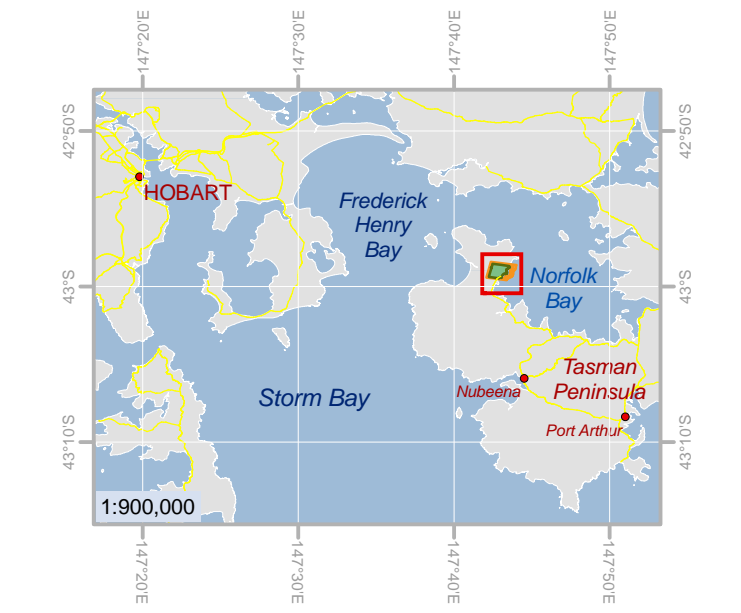 147°20'E
147°30'E
147°40'E
147°50'E
42°50'S
42°50'S
HOBART
Frederick
Henry
Bay
43°S
43°S
Norfolk
Bay
Tasman
Peninsula
Nubeena
Storm Bay
Port Arthur
43°10'S
43°10'S
1:900,000
147°20'E
147°30'E
147°40'E
147°50'E